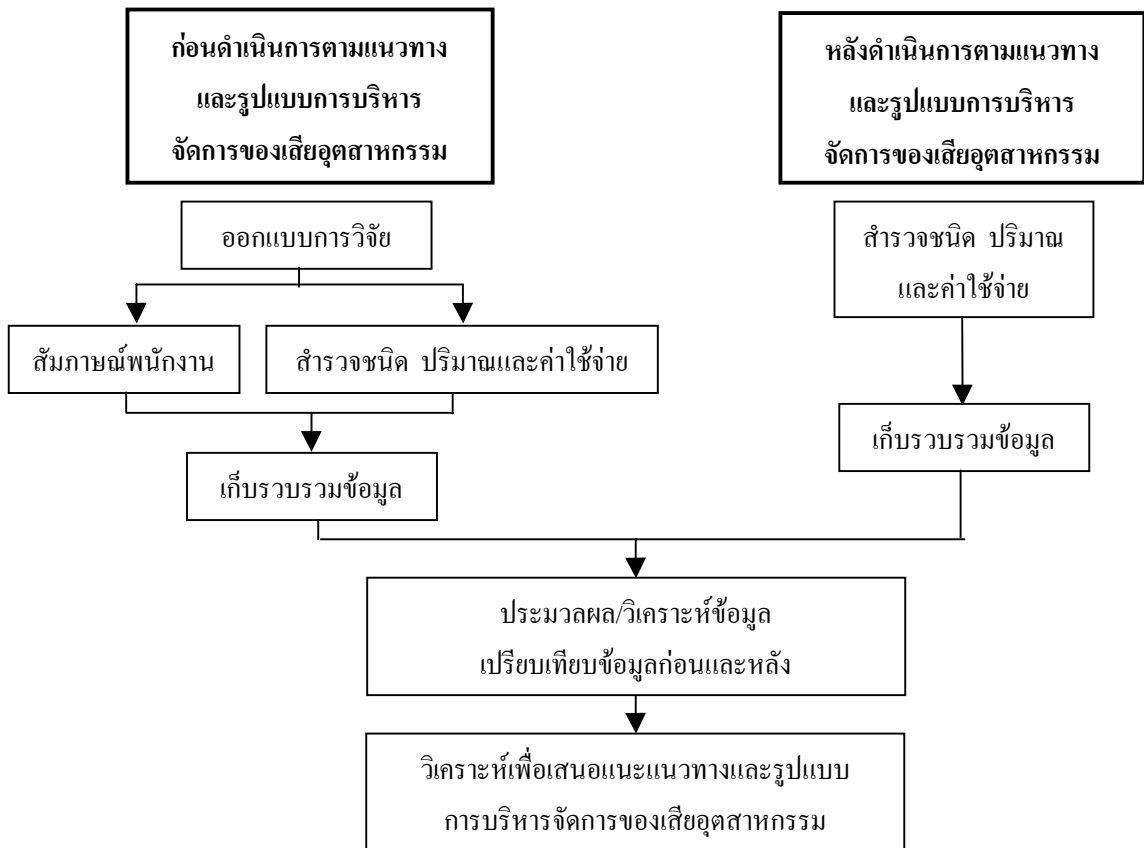 ก่อนดำเนินการตามแนวทาง
และรูปแบบการบริหาร
จัดการของเสียอุตสาหกรรม
หลังดำเนินการตามแนวทาง
และรูปแบบการบริหาร
จัดการของเสียอุตสาหกรรม
ออกแบบการวิจัย
สำรวจชนิด ปริมาณ
และค่าใช้จ่าย
สัมภาษณ์พนักงาน
สำรวจชนิด ปริมาณและค่าใช้จ่าย
เก็บรวบรวมข้อมูล
เก็บรวบรวมข้อมูล
ประมวลผล/วิเคราะห์ข้อมูล
เปรียบเทียบข้อมูลก่อนและหลัง
วิเคราะห์เพื่อเสนอแนะแนวทางและรูปแบบ
การบริหารจัดการของเสียอุตสาหกรรม